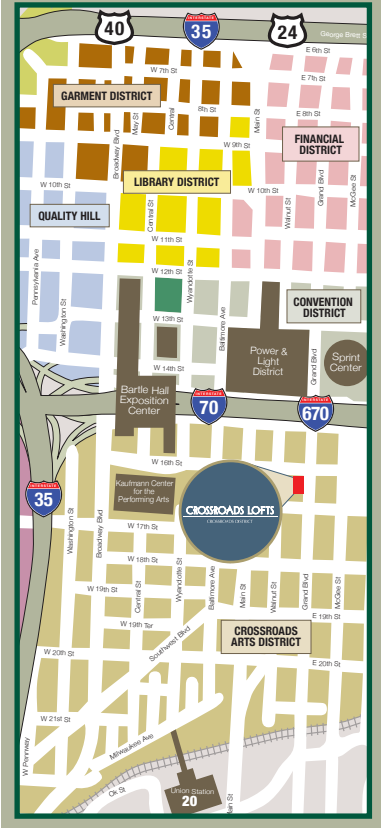 40
35
24
George Brett S
E 6th St
W 7th St
E 7th St
GARMENT DISTRICT
May St
Central
8th St
Main St
E 8th St
Broadway Blvd
W 9th St
FINANCIAL
DISTRICT
LIBRARY DISTRICT
W 10th St
W 10th St
Walnut St
Grand Blvd
McGee St
QUALITY HILL
Central St
W 11th St
Pennsylvania Ave
Washington St
W 12th St
Wyandotte St
CONVENTION
DISTRICT
W 13th St
Baltimore Ave
Grand Blvd
Power &
Light
District
Sprint
Center
W 14th St
Bartle Hall
Exposition
Center
INTERSTATE
70
INTERSTATE
670
W 16th St
INTERSTATE
35
Kaufmann Center
for the
Performing Arts
CROSSROADS LOFTS
CROSSROADS DISTRICT
Washington St
Broadway Blvd
W 17th St
W 18th St
W 19th St
Central St
Wyandotte St
Baltimore Ave
Main St
Walnut St
Grand Blvd
McGee St
W 19th Ter
E 19th St
Southwest Blvd
CROSSROADS
ARTS DISTRICT
W 20th St
E 20th St
W 21st St
Milwaukee Ave
W Pennway
Union Station
20
Ok St
Main St